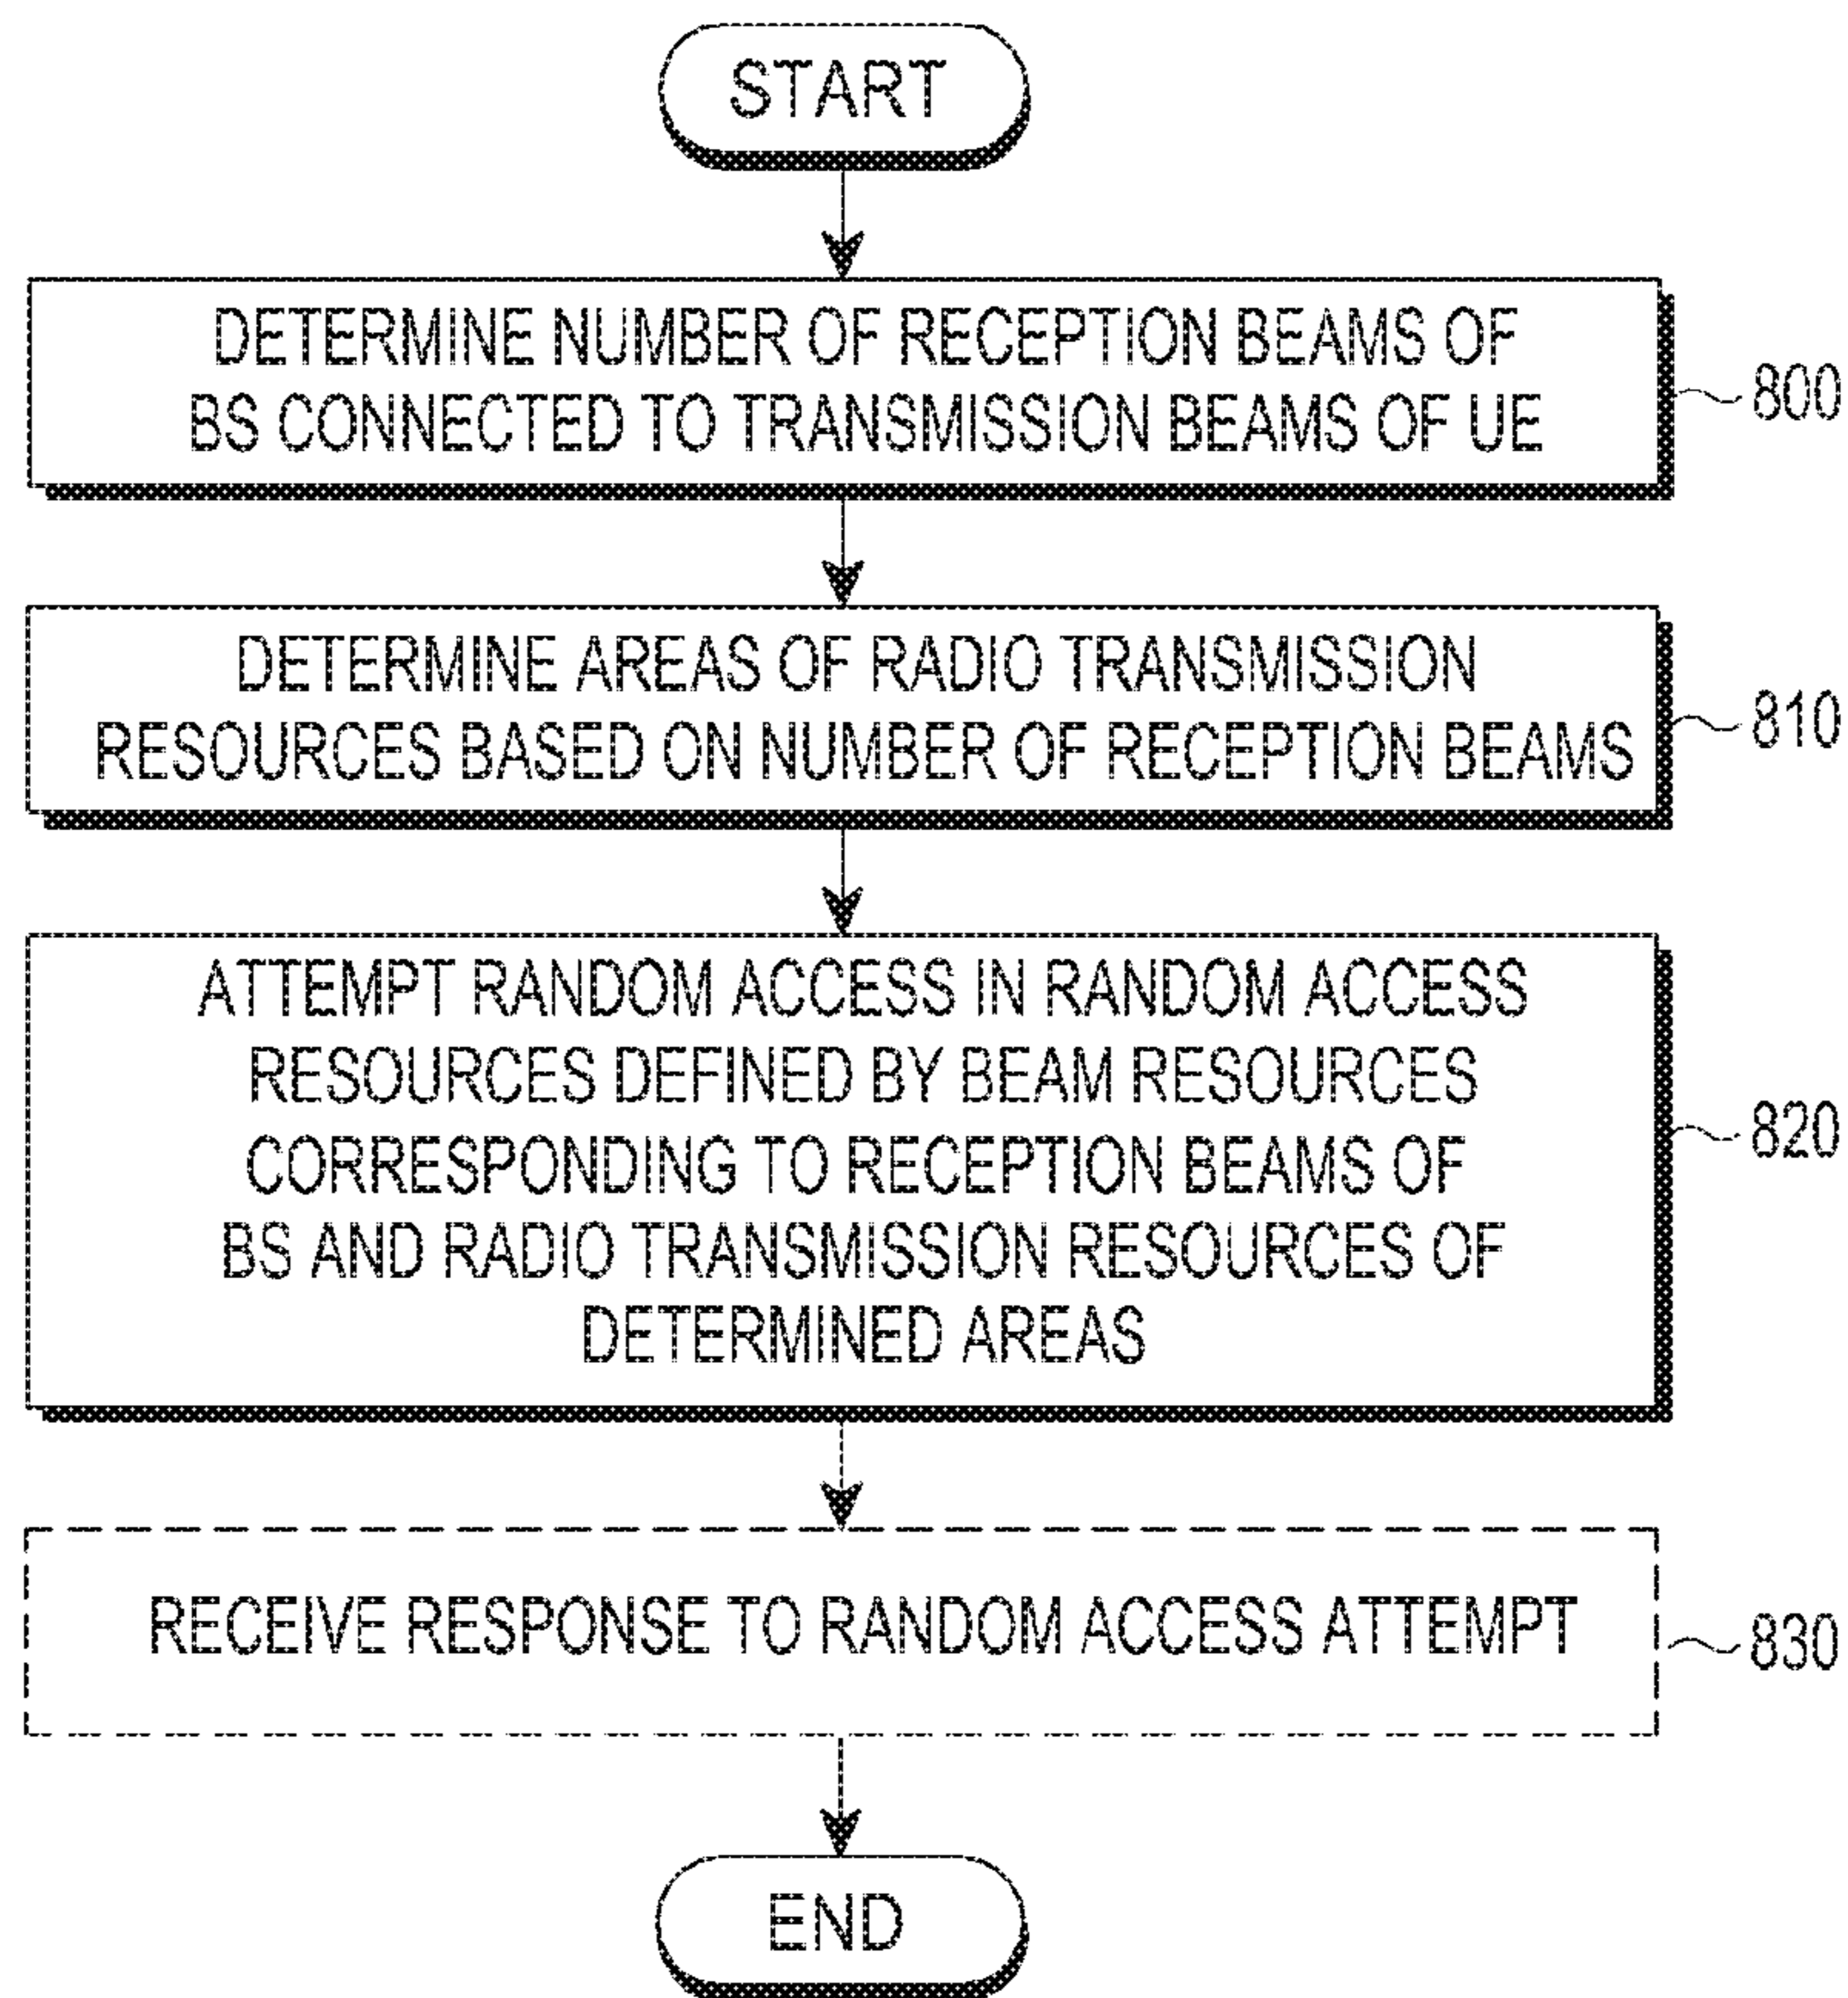 START
DETERMINE NUMBER OF RECEPTION BEAMS OF
BS CONNECTED TO TRANSMISSION BEAMS OF UE
800
DETERMINE AREAS OF RADIO TRANSMISSION
RESOURCES BASED ON NUMBER OF RECEPTION BEAMS
810
ATTEMPT RANDOM ACCESS IN RANDOM ACCESS
RESOURCES DEFINED BY BEAM RESOURCES
CORRESPONDING TO RECEPTION BEAMS OF
BS AND RADIO TRANSMISSION RESOURCES OF
DETERMINED AREAS
820
RECEIVE RESPONSE TO RANDOM ACCESS ATTEMPT
830
END